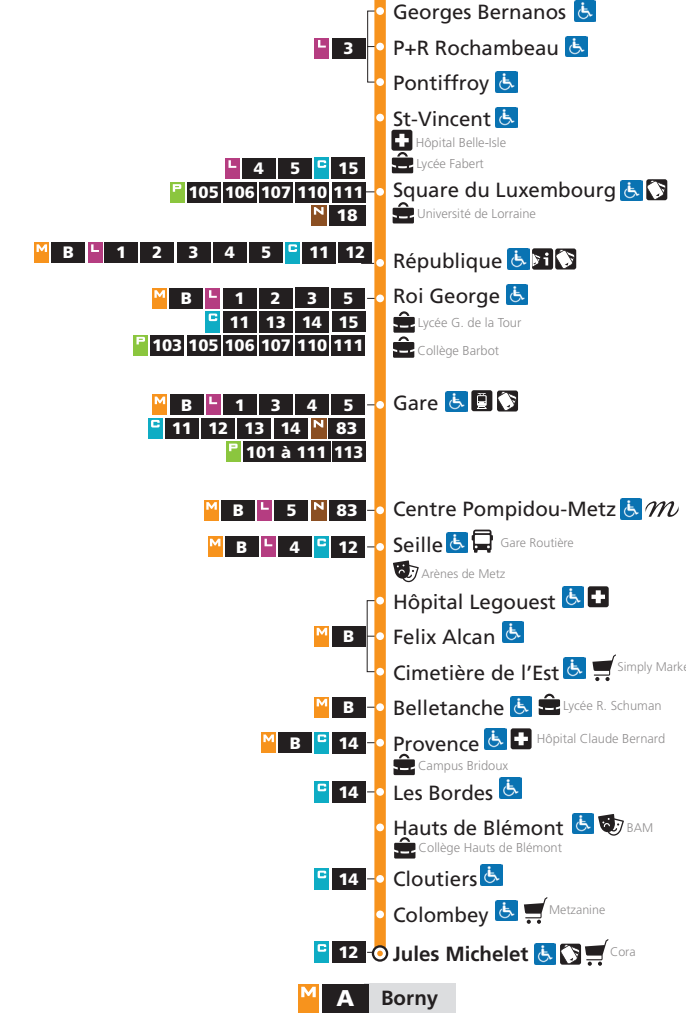 Georges Bernanos
L 3 P+R Rochambeau
Pontiffroy
St-Vincent
Hôpital Belle-Isle
Lycée Fabert
L 4 5 C 15
P 105 106 107 110 111 Square du Luxembourg
N 18 Université de Lorraine
M B L 1 2 3 4 5 C 11 12 République
M B L 1 2 3 5 Roi George
C 11 13 14 15 Lycée G. de la Tour
P 103 105 106 107 110 111 Collège Barbot
M B L 1 3 4 5 Gare
C 11 12 13 14 N 83
P 101 à 111 113
M B L 5 N 83 Centre Pompidou-Metz m
M B L 4 C 12 Seille Gare Routière
Arènes de Metz
Hôpital Legouest
M B Felix Alcan
Cimetière de l'Est Simply Marke
M B Belletanche Lycée R. Schuman
M B C 14 Provence Hôpital Claude Bernard
Campus Bridoux
C 14 Les Bordes
Hauts de Blémont BAM
Collège Hauts de Blémont
C 14 Cloutiers
Colombey Metzanine
C 12 Jules Michelet Cora
M A Borny